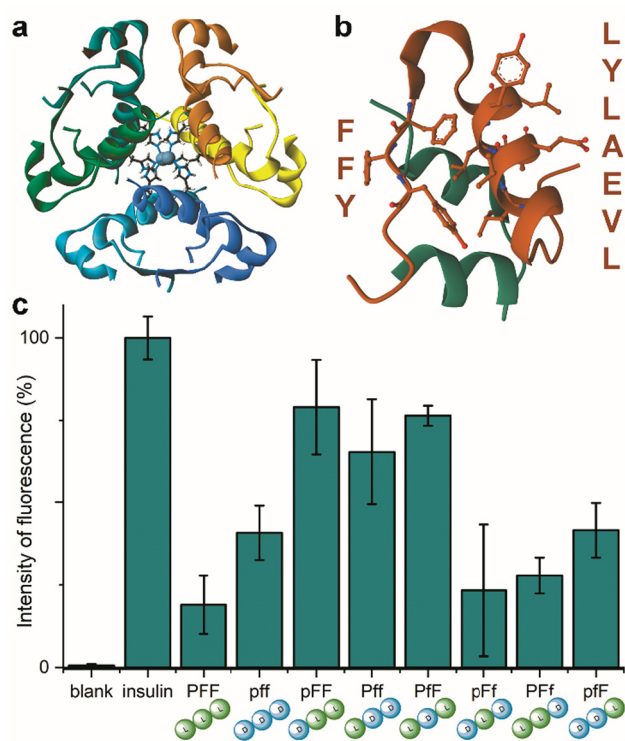 a
b
F
F
Y
L
Y
L
A
E
V
L
c
Intensity of fluorescence (%)
100
0
blank insulin PFF pff pFF Pff PfF pFf PFf pfF
L L L D D D D L L L D D L D L D L D L L D D D L